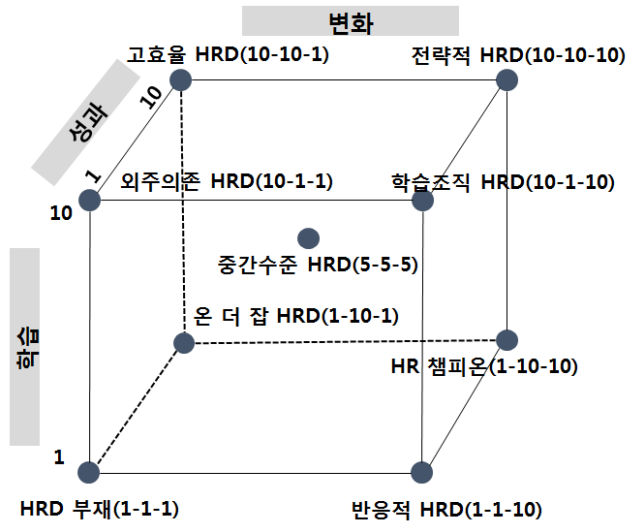 변화
고효율 HRD(10-10-1)
전략적 HRD(10-10-10)
성과
10
1
외주의존 HRD(10-1-1)
학습조직 HRD(10-1-10)
10
중간수준 HRD(5-5-5)
온 더 잡 HRD(1-10-1)
학습
HR 챔피온(1-10-10)
1
HRD 부재(1-1-1)
반응적 HRD(1-1-10)